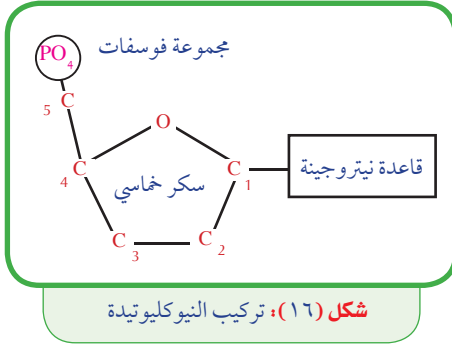 مجموعة فوسفات
PO4
5 C
O
4 C
C 1
قاعدة نيتروجينة
سكر خماسي
C 3
C 2
شكل (١٦): تركيب النيوكليوتيدة